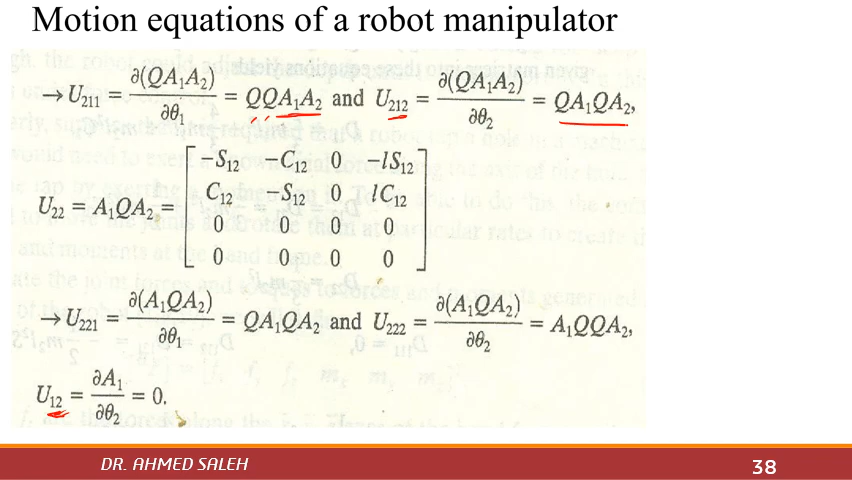 Motion equations of a robot manipulator
→ U₂₁₁ = ∂(QA₁A₂)/∂θ₁ = QQA₁A₂ and U₂₁₂ = ∂(QA₁A₂)/∂θ₂ = QA₁QA₂,
U₂₂ = A₁QA₂ =
−S₁₂ −C₁₂ 0 −lS₁₂
C₁₂ −S₁₂ 0 lC₁₂
0 0 0 0
0 0 0 0
→ U₂₂₁ = ∂(A₁QA₂)/∂θ₁ = QA₁QA₂ and U₂₂₂ = ∂(A₁QA₂)/∂θ₂ = A₁QQA₂,
U₁₂ = ∂A₁/∂θ₂ = 0.
DR. AHMED SALEH
38